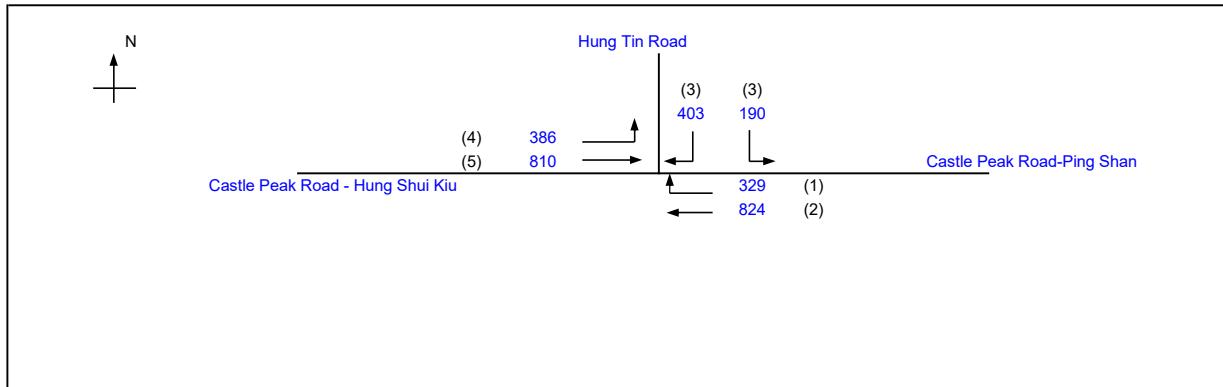 N
Hung Tin Road
(3) (3)
403 190
(4) 386
(5) 810
Castle Peak Road-Ping Shan
Castle Peak Road - Hung Shui Kiu
329 (1)
824 (2)